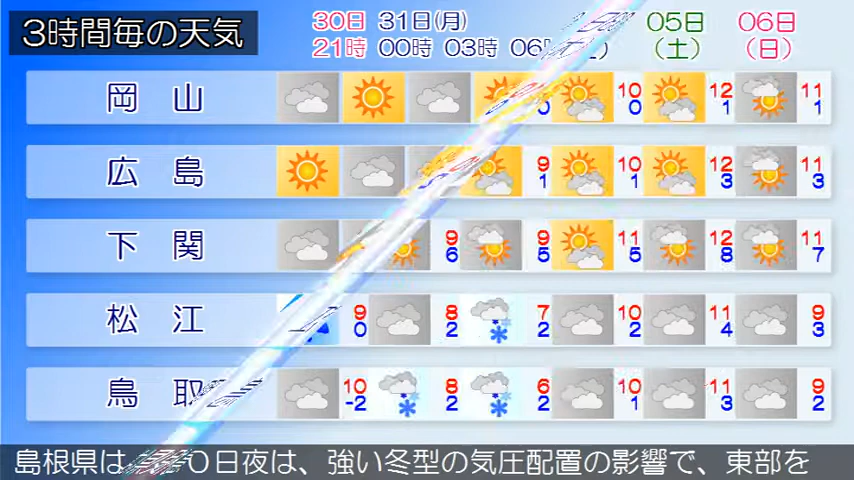 3時間毎の天気
30日 31日(月) 05日 06日
21時 00時 03時 (土) (日)
岡山 0 10 0 12 1 11 1
広島 9 1 10 1 12 3 11 3
下関 9 6 9 5 11 5 12 8 11 7
松江 9 0 8 2 7 2 10 2 11 4 9 3
鳥取 10 -2 8 2 6 2 10 1 11 3 9 2
島根県は 0日夜は、強い冬型の気圧配置の影響で、東部を